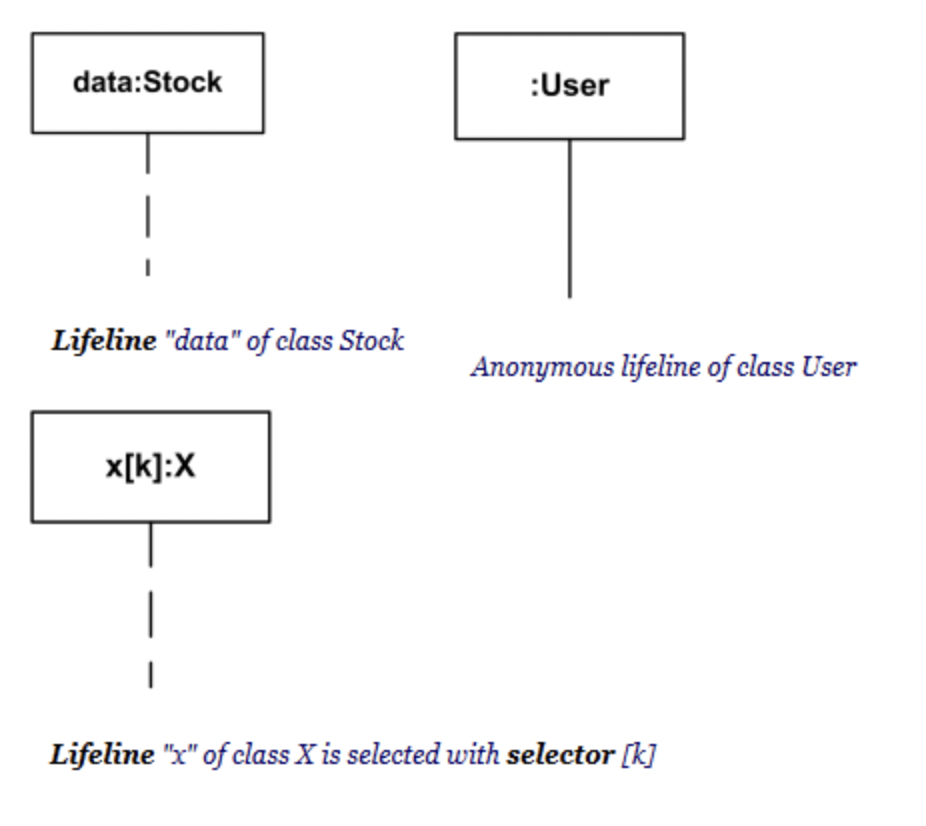 data:Stock
:User
Lifeline "data" of class Stock
Anonymous lifeline of class User
x[k]:X
Lifeline "x" of class X is selected with selector [k]